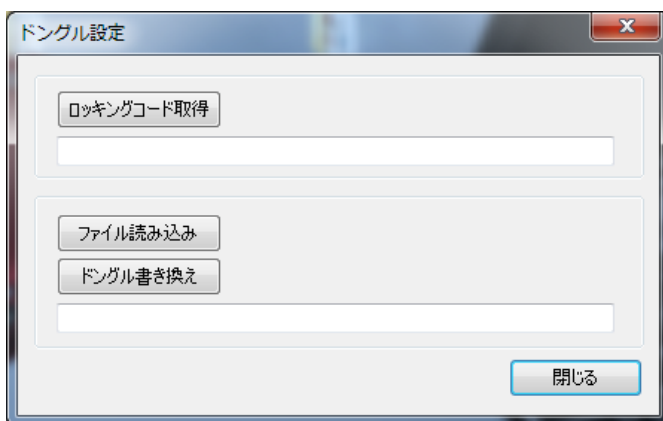 ドングル設定
ロッキングコード取得
ファイル読み込み
ドングル書き換え
閉じる